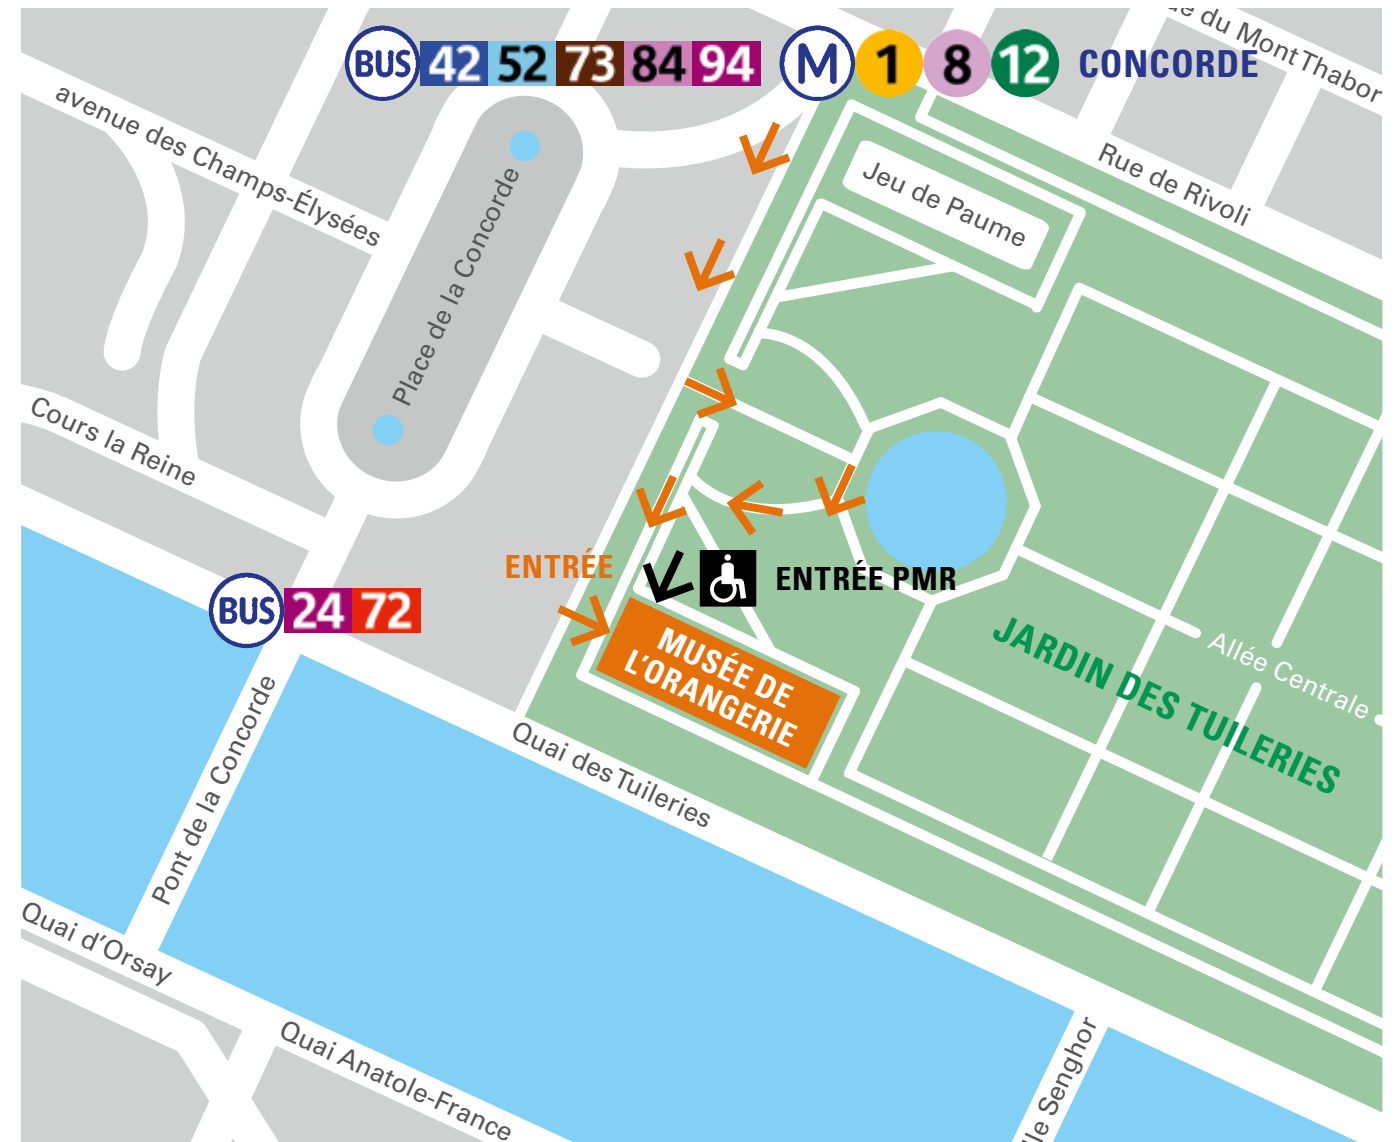 BUS 42 52 73 84 94 M 1 8 12 CONCORDE
du Mont Thabor
avenue des Champs-Élysées
Rue de Rivoli
Jeu de Paume
Place de la Concorde
Cours la Reine
ENTRÉE
ENTRÉE PMR
BUS 24 72
MUSÉE DE
L'ORANGERIE
JARDIN DES TUILERIES
Allée Centrale
Pont de la Concorde
Quai des Tuileries
Quai d'Orsay
Quai Anatole-France
Senghor